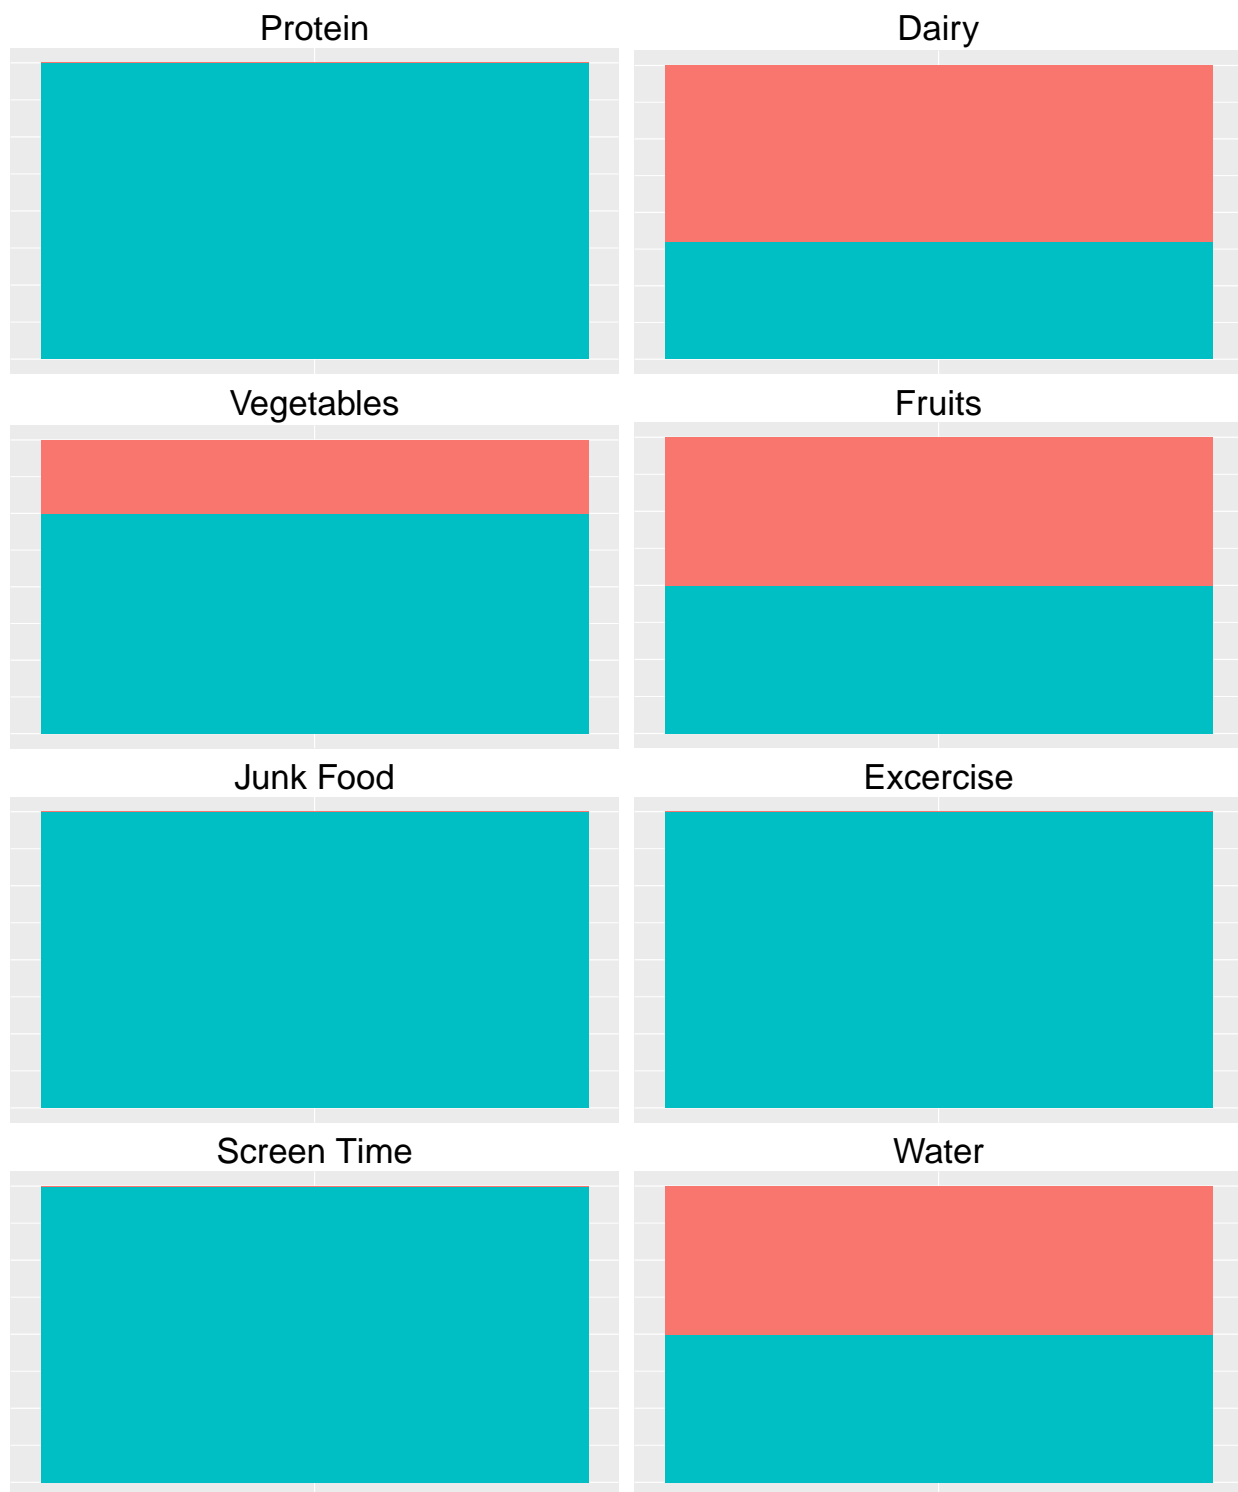 Protein
Dairy
Vegetables
Fruits
Junk Food
Excercise
Screen Time
Water